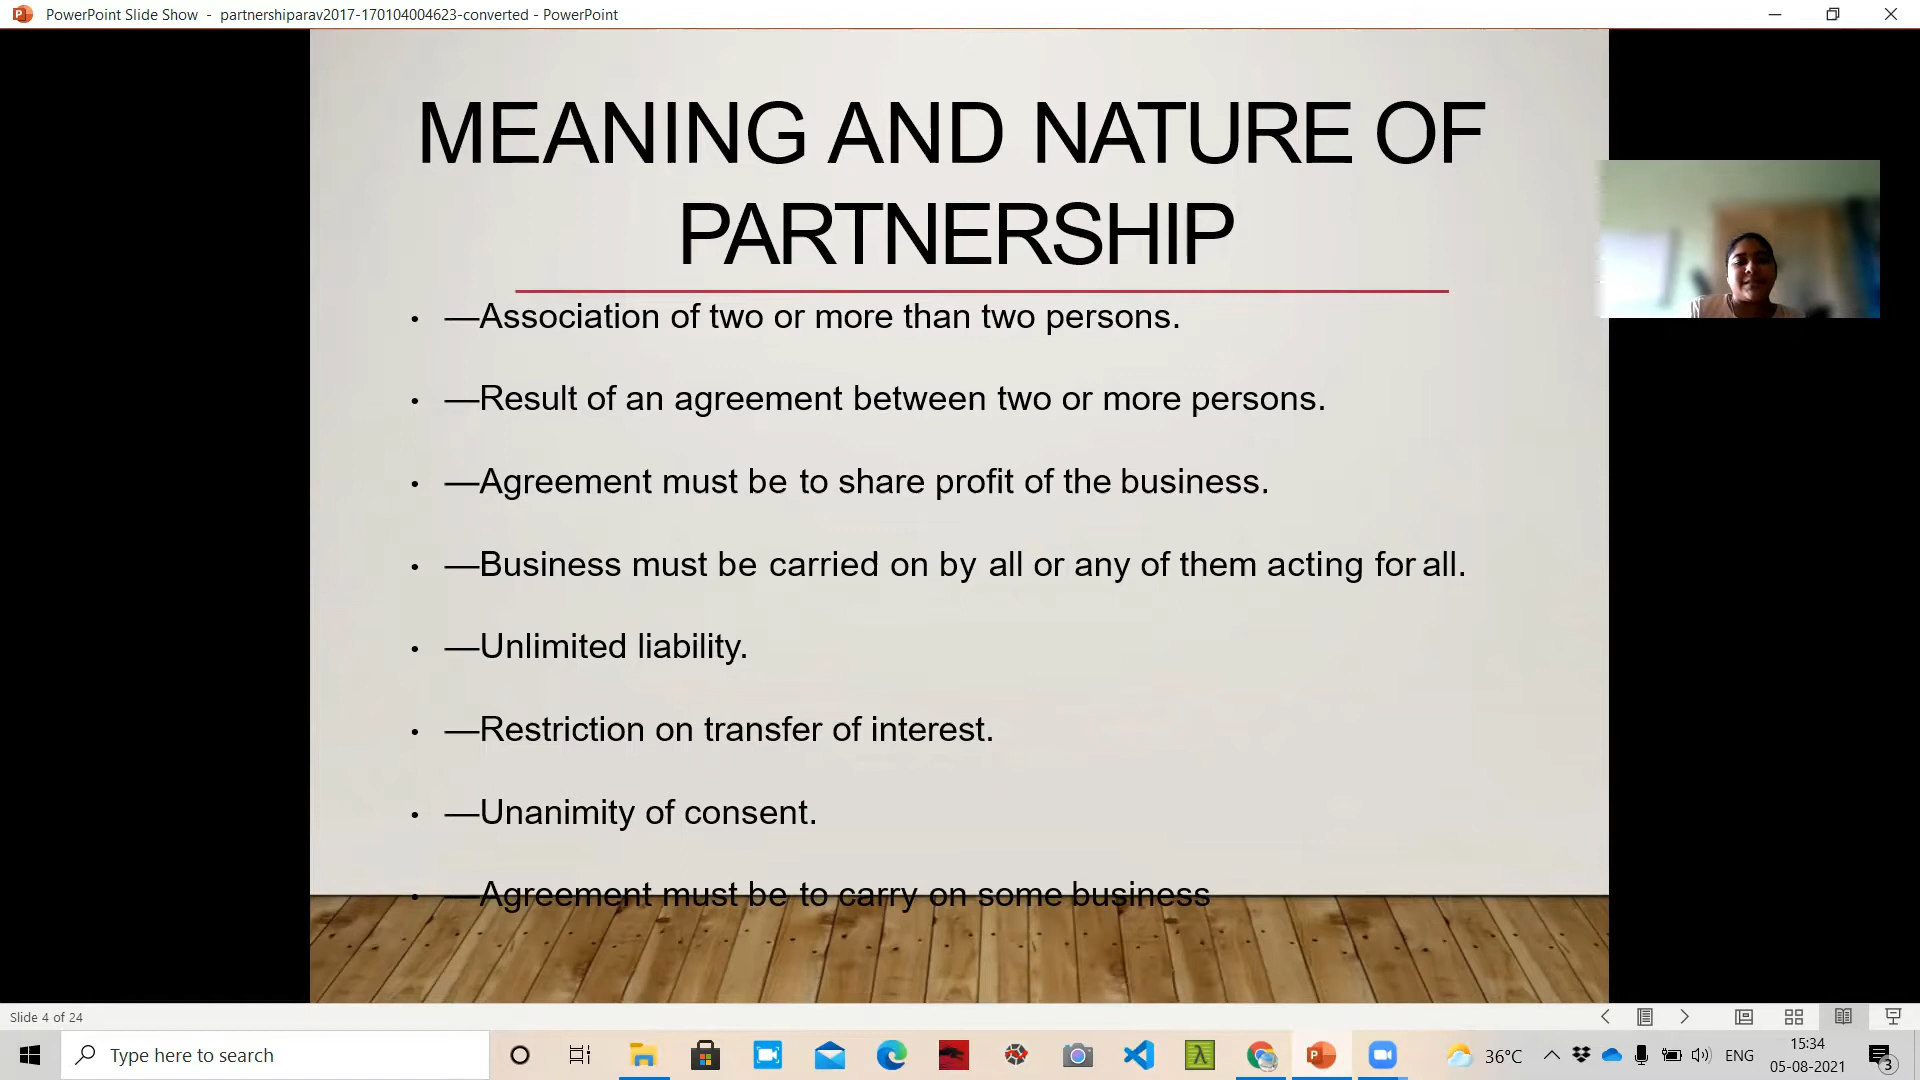 PowerPoint Slide Show - partnershiparav2017-170104004623-converted - PowerPoint
MEANING AND NATURE OF
PARTNERSHIP
• —Association of two or more than two persons.
• —Result of an agreement between two or more persons.
• —Agreement must be to share profit of the business.
• —Business must be carried on by all or any of them acting for all.
• —Unlimited liability.
• —Restriction on transfer of interest.
• —Unanimity of consent.
• —Agreement must be to carry on some business
Slide 4 of 24
Type here to search
36°C
ENG
15:34
05-08-2021
3